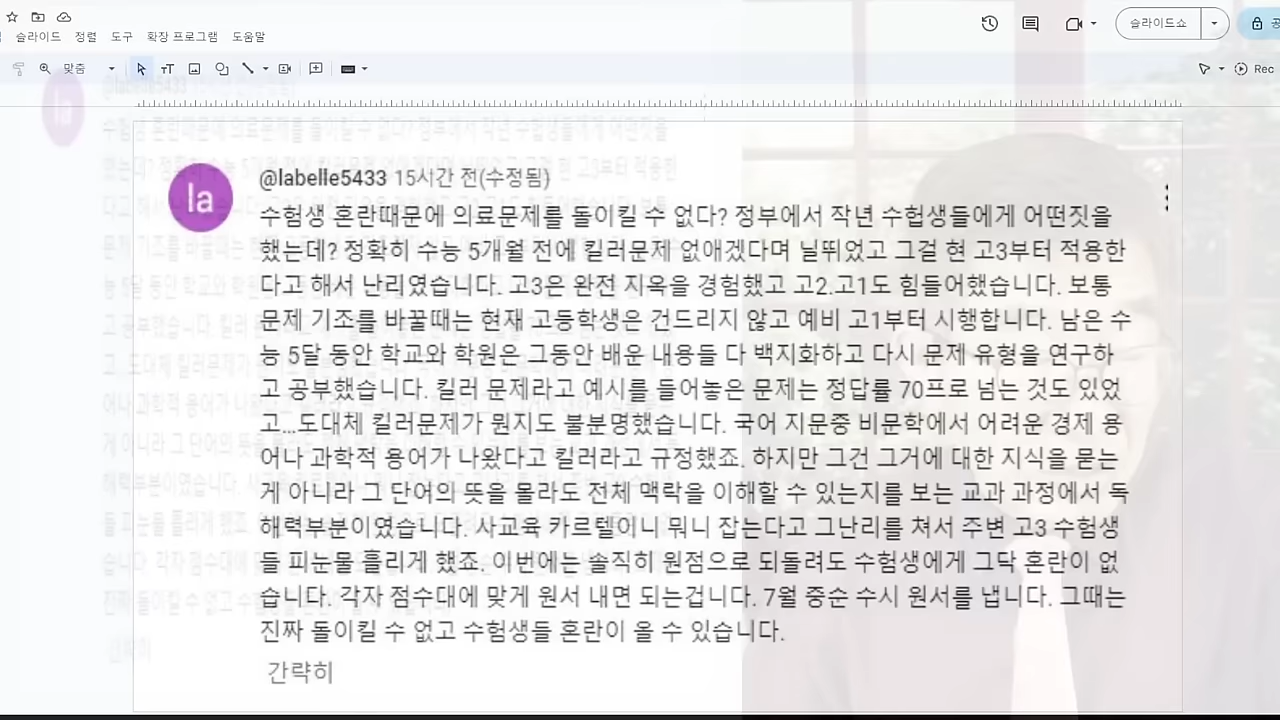 슬라이드 정렬 도구 확장 프로그램 도움말
슬라이드쇼
맞춤
Rec
la
@labelle5433 15시간 전(수정됨)
수험생 혼란때문에 의료문제를 돌이킬 수 없다? 정부에서 작년 수험생들에게 어떤짓을
했는데? 정확히 수능 5개월 전에 킬러문제 없애겠다며 닐뛰었고 그걸 현 고3부터 적용한
다고 해서 난리였습니다. 고3은 완전 지옥을 경험했고 고2.고1도 힘들어했습니다. 보통
문제 기조를 바꿀때는 현재 고등학생은 건드리지 않고 예비 고1부터 시행합니다. 남은 수
능 5달 동안 학교와 학원은 그동안 배운 내용들 다 백지화하고 다시 문제 유형을 연구하
고 공부했습니다. 킬러 문제라고 예시를 들어놓은 문제는 정답률 70프로 넘는 것도 있었
고...도대체 킬러문제가 뭔지도 불분명했습니다. 국어 지문중 비문학에서 어려운 경제 용
어나 과학적 용어가 나왔다고 킬러라고 규정했죠. 하지만 그건 그거에 대한 지식을 묻는
게 아니라 그 단어의 뜻을 몰라도 전체 맥락을 이해할 수 있는지를 보는 교과 과정에서 독
해력부분이였습니다. 사교육 카르텔이니 뭐니 잡는다고 그난리를 쳐서 주변 고3 수험생
들 피눈물 흘리게 했죠. 이번에는 솔직히 원점으로 되돌려도 수험생에게 그닥 혼란이 없
습니다. 각자 점수대에 맞게 원서 내면 되는겁니다. 7월 중순 수시 원서를 냅니다. 그때는
진짜 돌이킬 수 없고 수험생들 혼란이 올 수 있습니다.
간략히